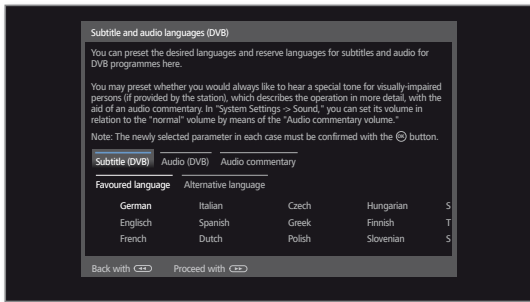 Subtitle and audio languages (DVB)
You can preset the desired languages and reserve languages for subtitles and audio for
DVB programmes here.
You may preset whether you would always like to hear a special tone for visually-impaired
persons (if provided by the station), which describes the operation in more detail, with the
aid of an audio commentary. In "System Settings -> Sound," you can set its volume in
relation to the "normal" volume by means of the "Audio commentary volume."
Note: The newly selected parameter in each case must be confirmed with the OK button.
Subtitle (DVB) Audio (DVB) Audio commentary
Favoured language Alternative language
German Italian Czech Hungarian S
Englisch Spanish Greek Finnish T
French Dutch Polish Slovenian S
Back with Proceed with